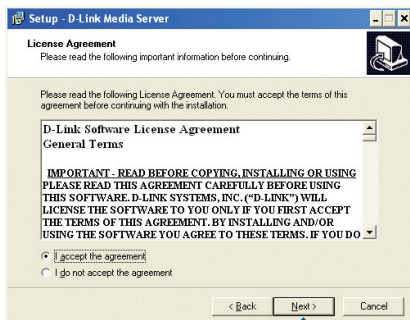 Setup - D-Link Media Server
License Agreement
Please read the following important information before continuing.
Please read the following License Agreement. You must accept the terms of this
agreement before continuing with the installation.
D-Link Software License Agreement
General Terms
IMPORTANT - READ BEFORE COPYING, INSTALLING OR USING
PLEASE READ THIS AGREEMENT CAREFULLY BEFORE USING
THIS SOFTWARE. D-LINK SYSTEMS, INC. ("D-LINK") WILL
LICENSE THE SOFTWARE TO YOU ONLY IF YOU FIRST ACCEPT
THE TERMS OF THIS AGREEMENT. BY INSTALLING AND/OR
USING THE SOFTWARE YOU AGREE TO THESE TERMS. IF YOU DO
I accept the agreement
I do not accept the agreement
< Back Next > Cancel